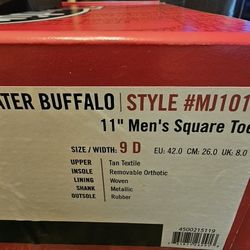 TER BUFFALO | STYLE #MJ101
11" Men's Square Toe
SIZE / WIDTH: 9 D EU: 42.0 CM: 26.0 UK: 8.0
UPPER Tan Textile
INSOLE Removable Orthotic
LINING Woven
SHANK Metallic
OUTSOLE Rubber
4500215119